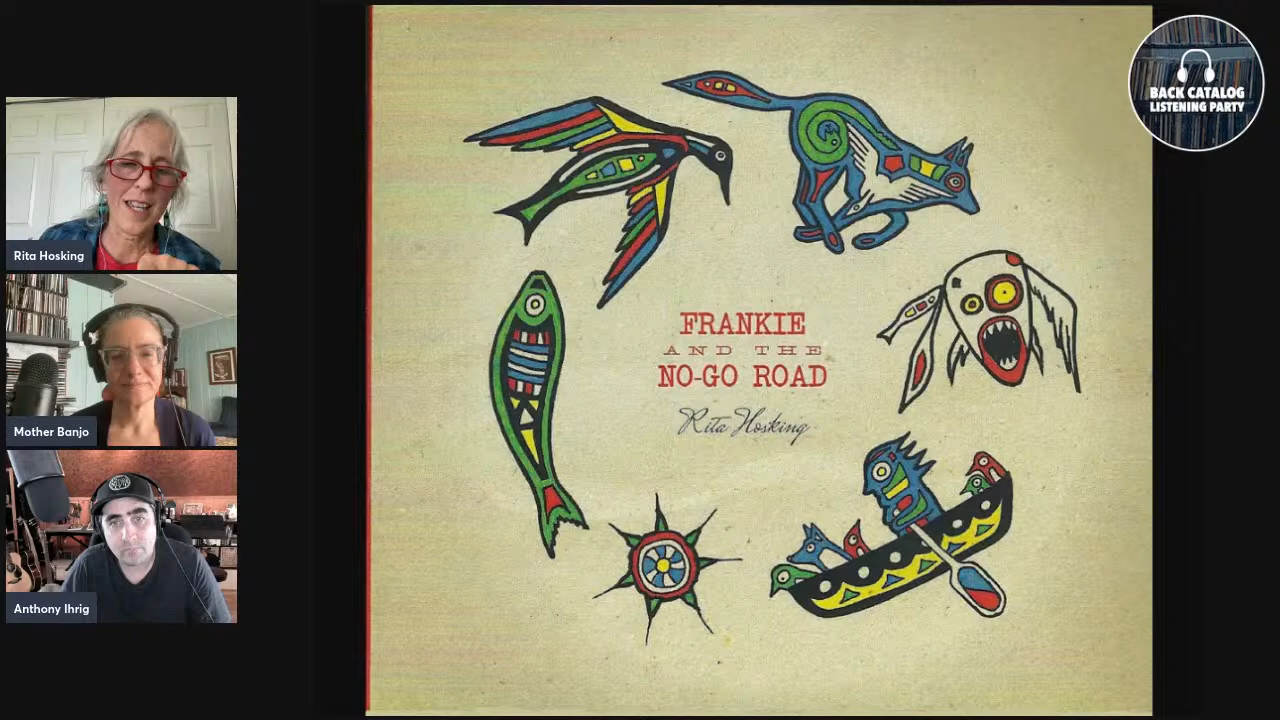 Rita Hosking
Mother Banjo
Anthony Ihrig
FRANKIE
AND THE
NO-GO ROAD
Rita Hosking
BACK CATALOG
LISTENING PARTY